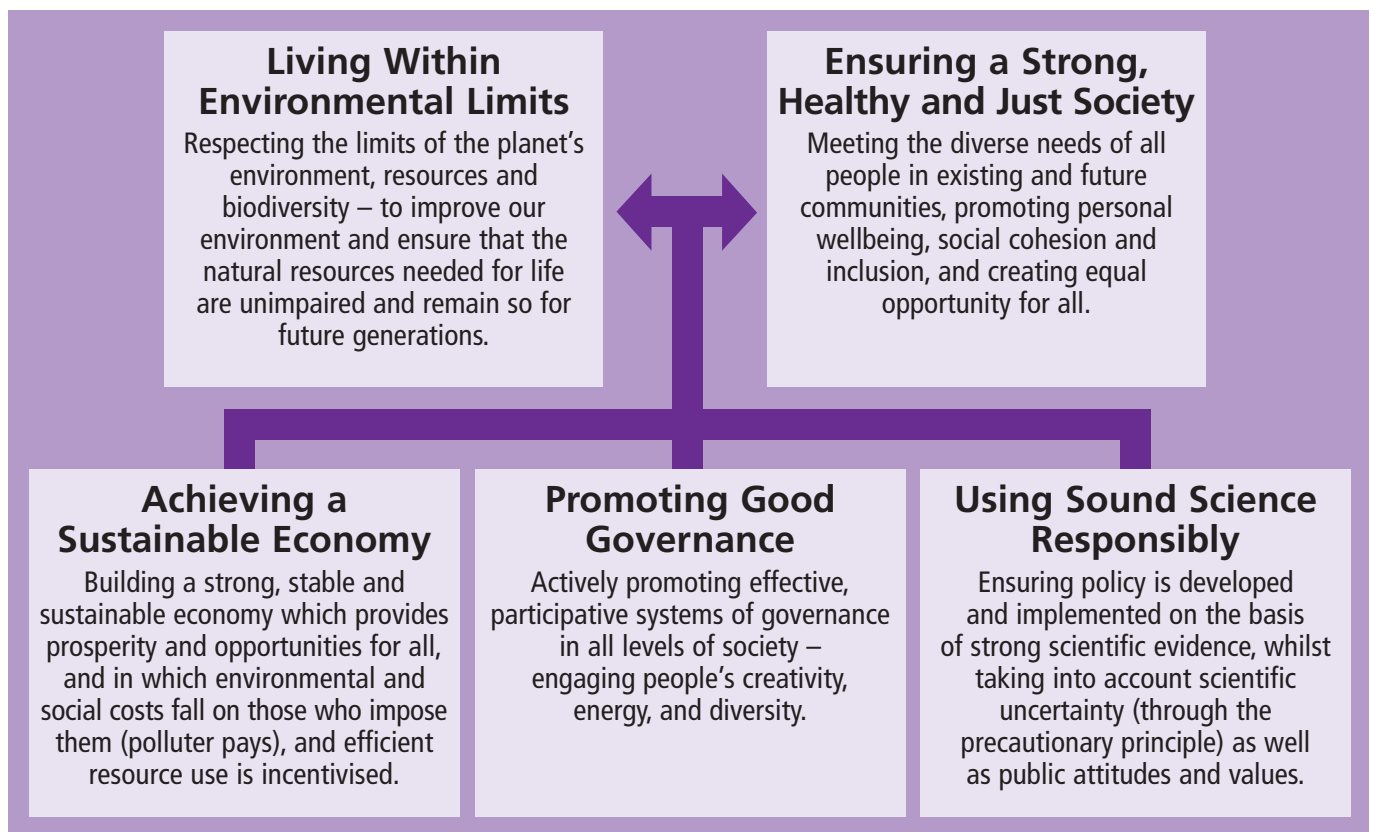 Living Within
Environmental Limits
Respecting the limits of the planet’s
environment, resources and
biodiversity – to improve our
environment and ensure that the
natural resources needed for life
are unimpaired and remain so for
future generations.
Ensuring a Strong,
Healthy and Just Society
Meeting the diverse needs of all
people in existing and future
communities, promoting personal
wellbeing, social cohesion and
inclusion, and creating equal
opportunity for all.
Achieving a
Sustainable Economy
Building a strong, stable and
sustainable economy which provides
prosperity and opportunities for all,
and in which environmental and
social costs fall on those who impose
them (polluter pays), and efficient
resource use is incentivised.
Promoting Good
Governance
Actively promoting effective,
participative systems of governance
in all levels of society –
engaging people’s creativity,
energy, and diversity.
Using Sound Science
Responsibly
Ensuring policy is developed
and implemented on the basis
of strong scientific evidence, whilst
taking into account scientific
uncertainty (through the
precautionary principle) as well
as public attitudes and values.